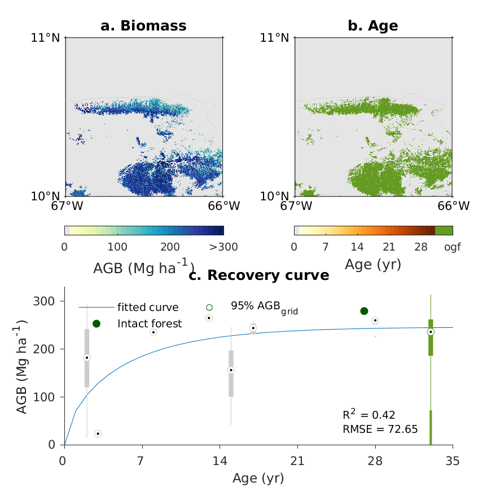 a. Biomass
b. Age
11°N
11°N
10°N
10°N
67°W
66°W
67°W
66°W
0
100
200
>300
0
7
14
21
28
ogf
AGB (Mg ha⁻¹)
Age (yr)
c. Recovery curve
300
200
100
0
AGB (Mg ha⁻¹)
fitted curve
95% AGBgrid
Intact forest
R² = 0.42
RMSE = 72.65
0
7
14
21
28
35
Age (yr)